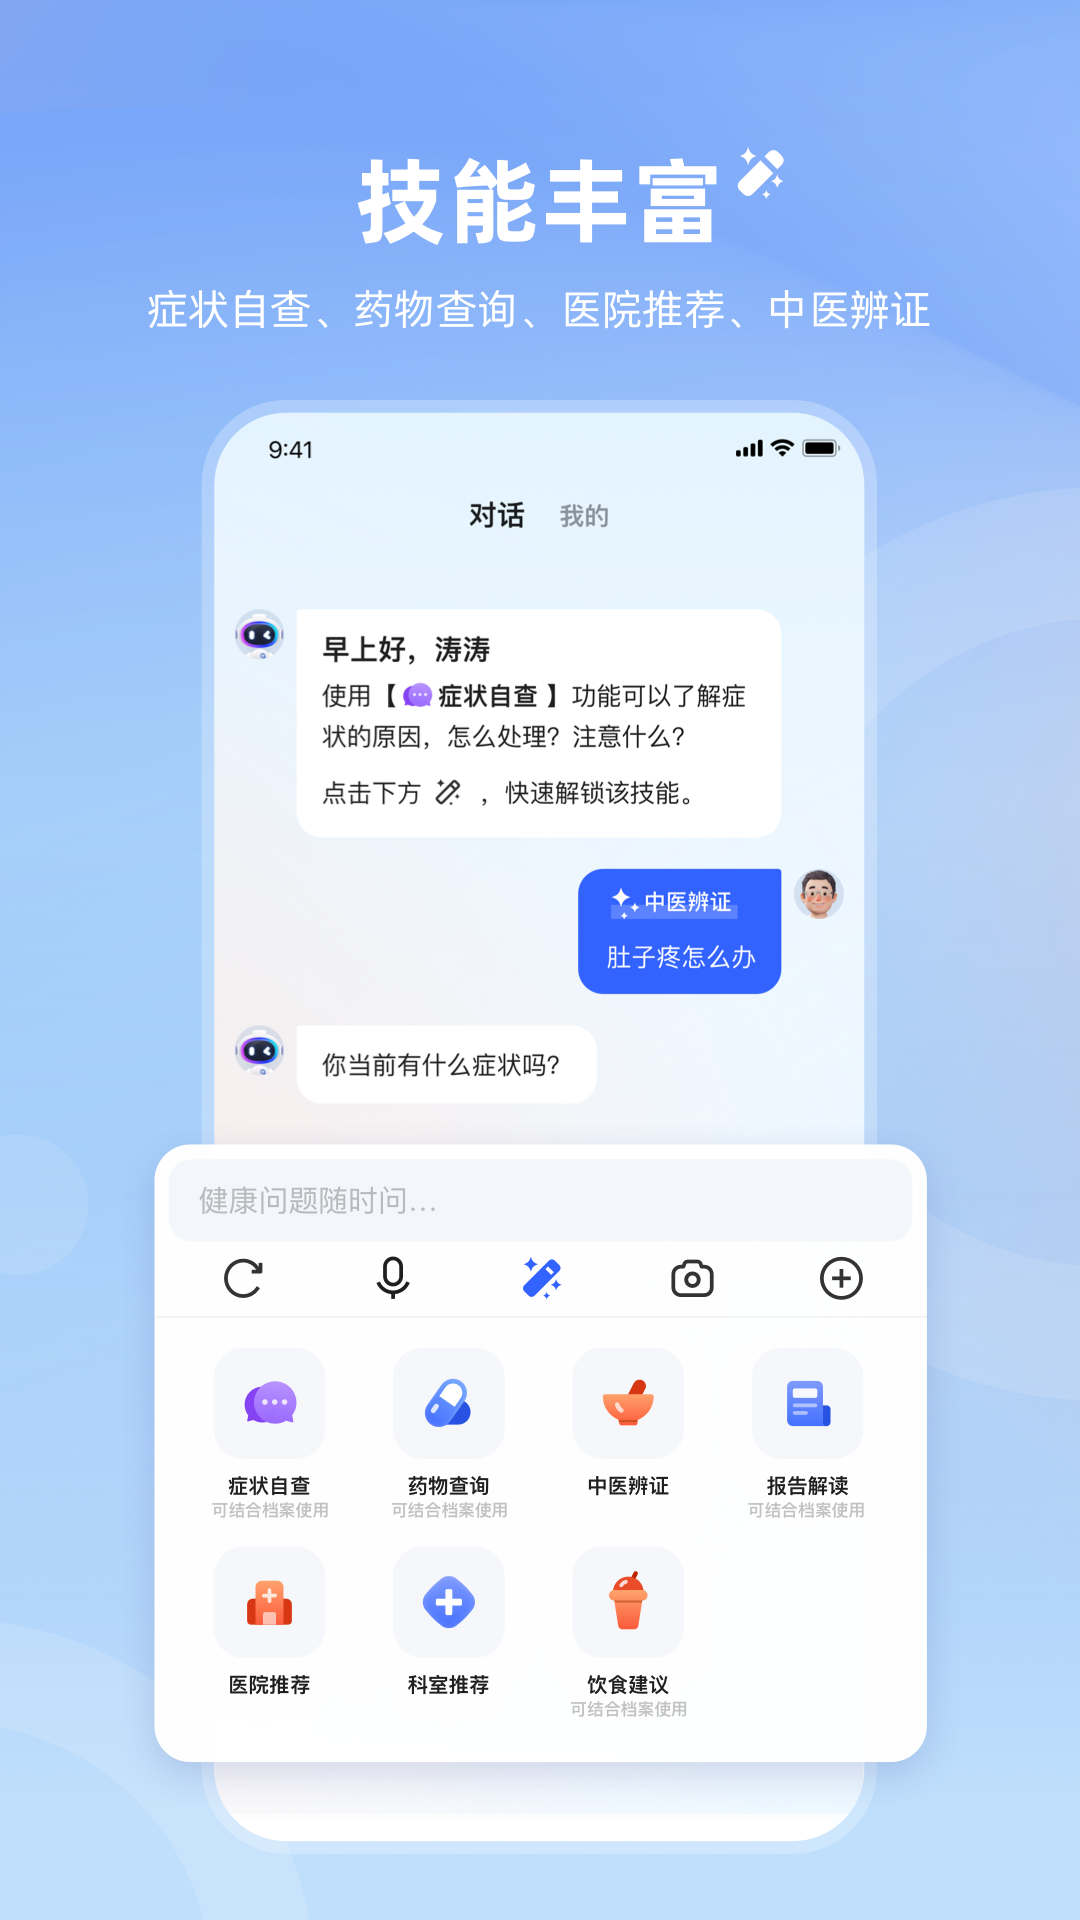 技能丰富
症状自查、药物查询、医院推荐、中医辨证
9:41
对话 我的
早上好，涛涛
使用【症状自查】功能可以了解症
状的原因，怎么处理？注意什么？
点击下方 ，快速解锁该技能。
中医辨证
肚子疼怎么办
你当前有什么症状吗？
健康问题随时问...
症状自查 药物查询 中医辨证 报告解读
可结合档案使用 可结合档案使用 可结合档案使用
医院推荐 科室推荐 饮食建议
可结合档案使用